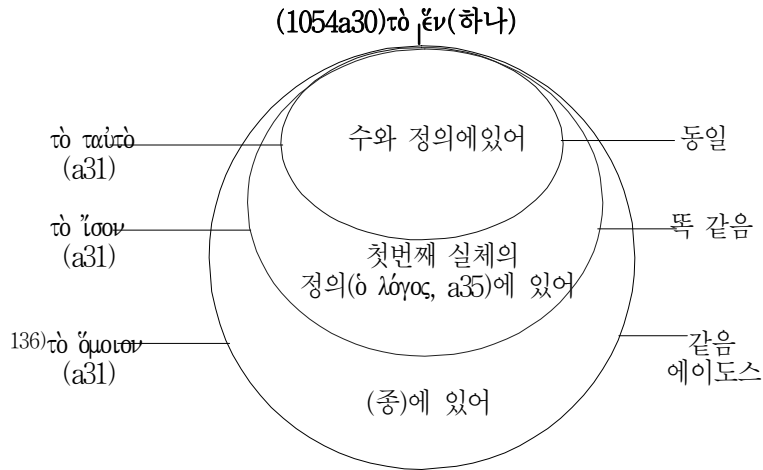 (1054a30)τὸ ἕν(하나)
τὸ ταὐτὸ
(a31)
수와 정의에있어
동일
τὸ ἴσον
(a31)
첫번째 실체의
정의(ὁ λόγος, a35)에 있어
똑 같음
136)τὸ ὅμοιον
(a31)
같음
에이도스
(종)에 있어